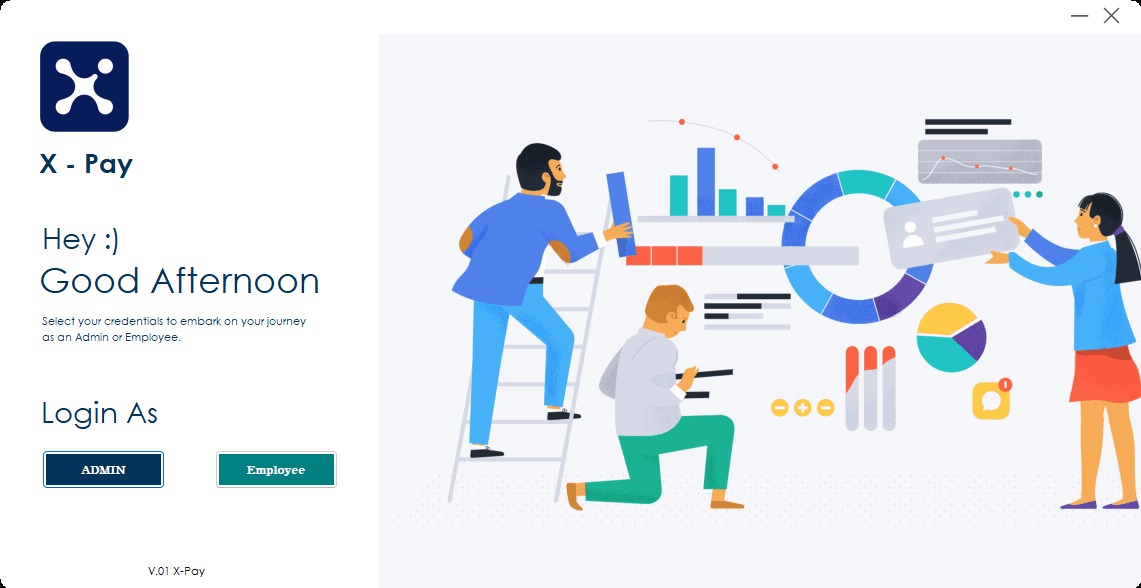 X - Pay
Hey :)
Good Afternoon
Select your credentials to embark on your journey
as an Admin or Employee.
Login As
ADMIN
Employee
V.01 X-Pay